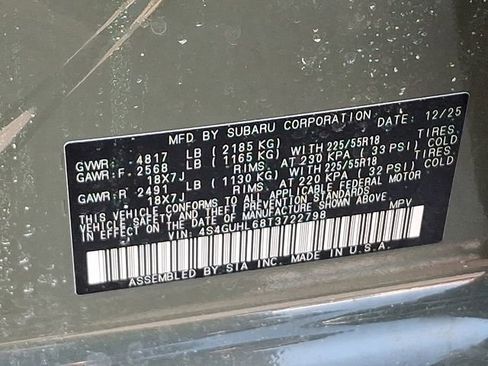 MFD. BY SUBARU CORPORATION DATE: 12/25
GVWR: 4817 LB (2185 KG)
GAWR:F. 2568 LB (1165 KG) WITH 225/55R18 TIRES.
18X7J RIMS, AT 230 KPA (33 PSI) COLD
GAWR:R. 2491 LB (1130 KG) WITH 225/55R18 TIRES.
18X7J RIMS, AT 220 KPA (32 PSI) COLD
THIS VEHICLE CONFORMS TO ALL APPLICABLE FEDERAL MOTOR
VEHICLE SAFETY, BUMPER, AND THEFT PREVENTION STANDARDS
IN EFFECT ON THE DATE OF MANUFACTURE SHOWN ABOVE.
VIN: 4S4GUHL68T3722798 MPV
ASSEMBLED BY SIA INC. MADE IN U.S.A.